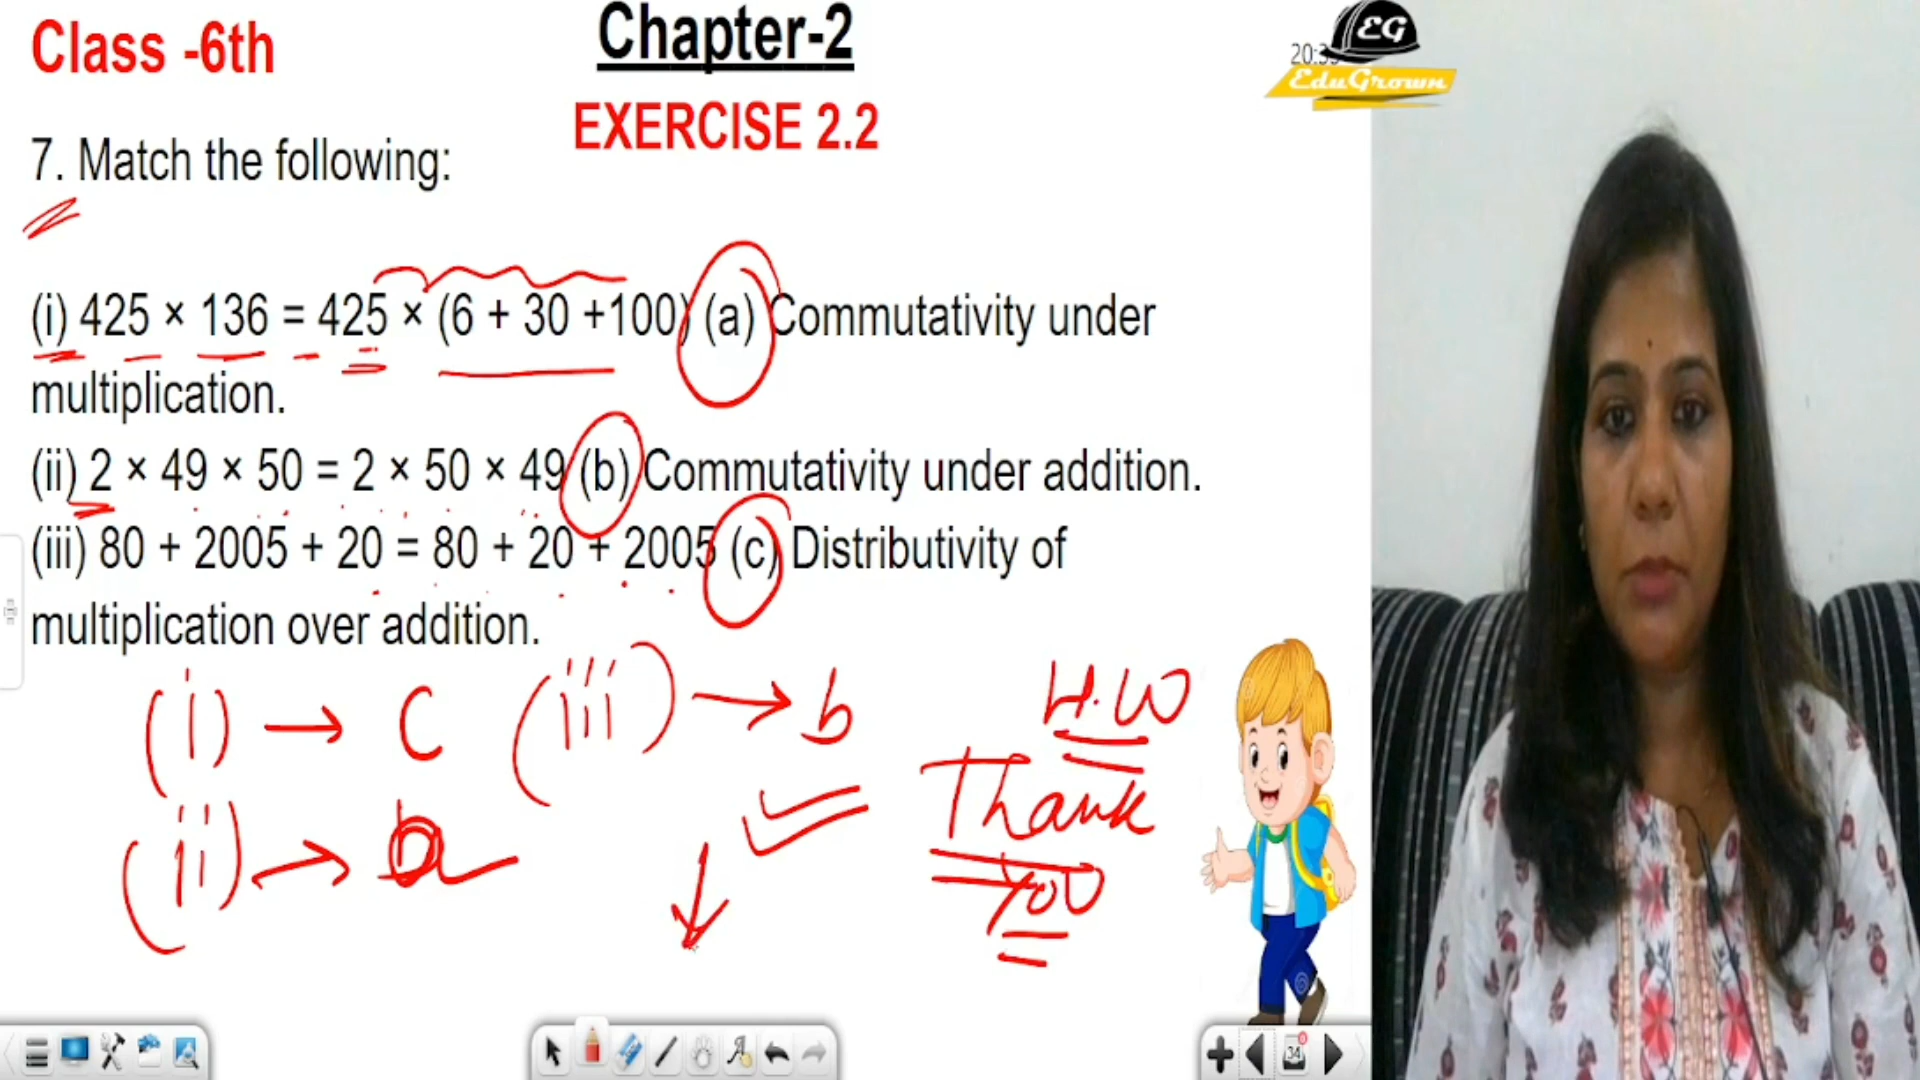 Class -6th
Chapter-2
EG
EduGrown
EXERCISE 2.2
7. Match the following:
(i) 425 × 136 = 425 × (6 + 30 +100) (a) Commutativity under
multiplication.
(ii) 2 × 49 × 50 = 2 × 50 × 49 (b) Commutativity under addition.
(iii) 80 + 2005 + 20 = 80 + 20 + 2005 (c) Distributivity of
multiplication over addition.
(i) → c (iii) → b
(ii) → a
H.W
Thank
You
34